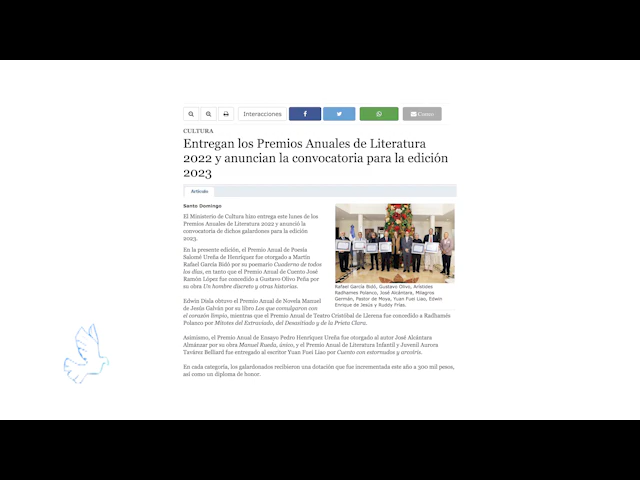 Interacciones
Correo
CULTURA
Entregan los Premios Anuales de Literatura
2022 y anuncian la convocatoria para la edición
2023
Artículo
Santo Domingo
El Ministerio de Cultura hizo entrega este lunes de los
Premios Anuales de Literatura 2022 y anunció la
convocatoria de dichos galardones para la edición
2023.
En la presente edición, el Premio Anual de Poesía
Salomé Ureña de Henríquez fue otorgado a Martín
Rafael García Bidó por su poemario Cuaderno de todos
los días, en tanto que el Premio Anual de Cuento José
Ramón López fue concedido a Gustavo Olivo Peña por
su obra Un hombre discreto y otras historias.
Rafael García Bidó, Gustavo Olivo, Arístides
Radhames Polanco, José Alcántara, Milagros
Germán, Pastor de Moya, Yuan Fuei Liao, Edwin
Enrique de Jesús y Ruddy Frías.
Edwin Disla obtuvo el Premio Anual de Novela Manuel
de Jesús Galván por su libro Los que comulgaron con
el corazón limpio, mientras que el Premio Anual de Teatro Cristóbal de Llerena fue concedido a Radhamés
Polanco por Mitotes del Extraviado, del Desastinado y de la Prieta Clara.
Asimismo, el Premio Anual de Ensayo Pedro Henríquez Ureña fue otorgado al autor José Alcántara
Almánzar por su obra Manuel Rueda, único, y el Premio Anual de Literatura Infantil y Juvenil Aurora
Tavárez Belliard fue entregado al escritor Yuan Fuei Liao por Cuento con estornudos y arcoíris.
En cada categoría, los galardonados recibieron una dotación que fue incrementada este año a 300 mil pesos,
así como un diploma de honor.